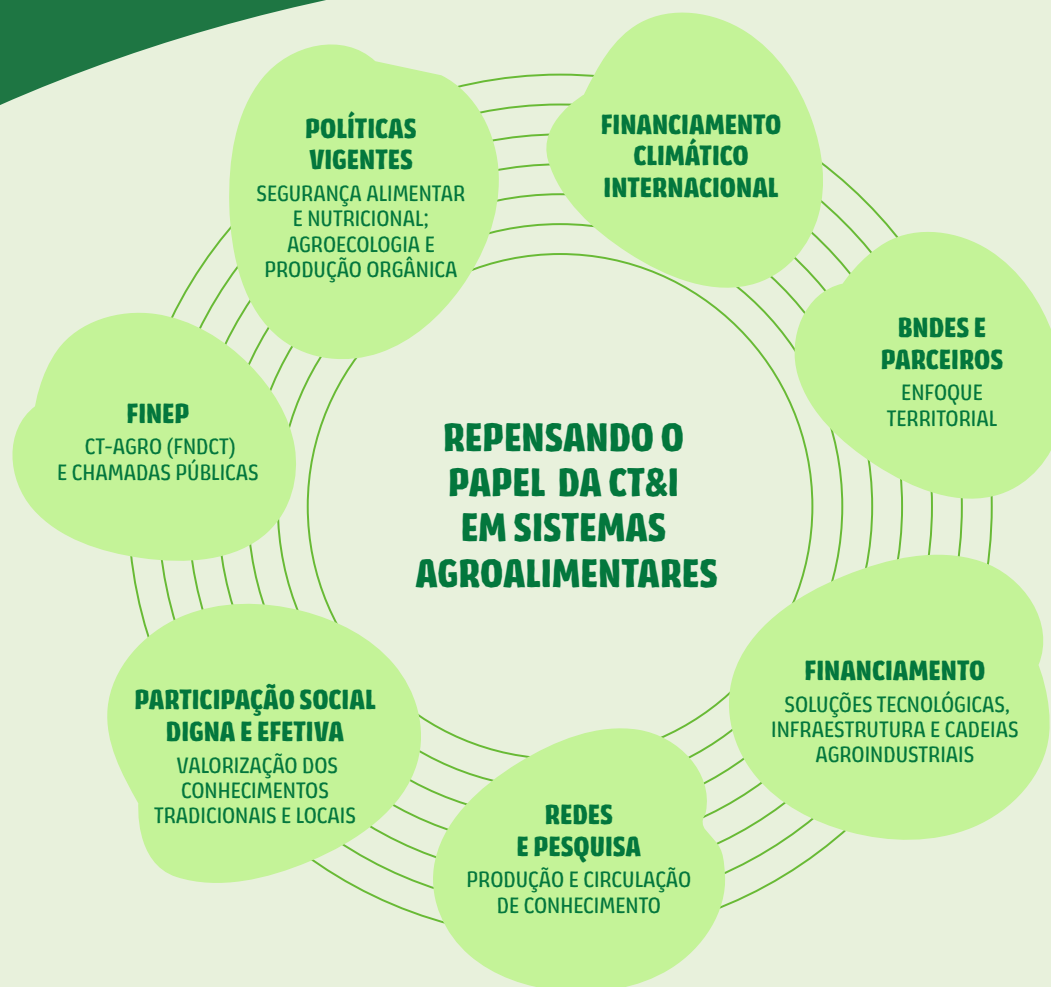 POLÍTICAS
VIGENTES
SEGURANÇA ALIMENTAR
E NUTRICIONAL;
AGROECOLOGIA E
PRODUÇÃO ORGÂNICA
FINANCIAMENTO
CLIMÁTICO
INTERNACIONAL
BNDES E
PARCEIROS
ENFOQUE
TERRITORIAL
FINEP
CT-AGRO (FNDCT)
E CHAMADAS PÚBLICAS
REPENSANDO O
PAPEL DA CT&I
EM SISTEMAS
AGROALIMENTARES
FINANCIAMENTO
SOLUÇÕES TECNOLÓGICAS,
INFRAESTRUTURA E CADEIAS
AGROINDUSTRIAIS
PARTICIPAÇÃO SOCIAL
DIGNA E EFETIVA
VALORIZAÇÃO DOS
CONHECIMENTOS
TRADICIONAIS E LOCAIS
REDES
E PESQUISA
PRODUÇÃO E CIRCULAÇÃO
DE CONHECIMENTO